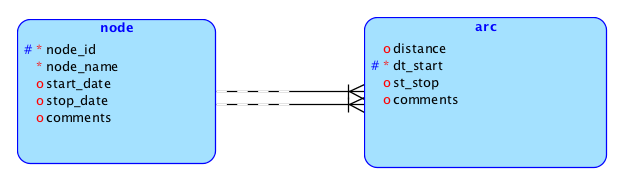 node
# * node_id
* node_name
o start_date
o stop_date
o comments
arc
o distance
# * dt_start
o st_stop
o comments